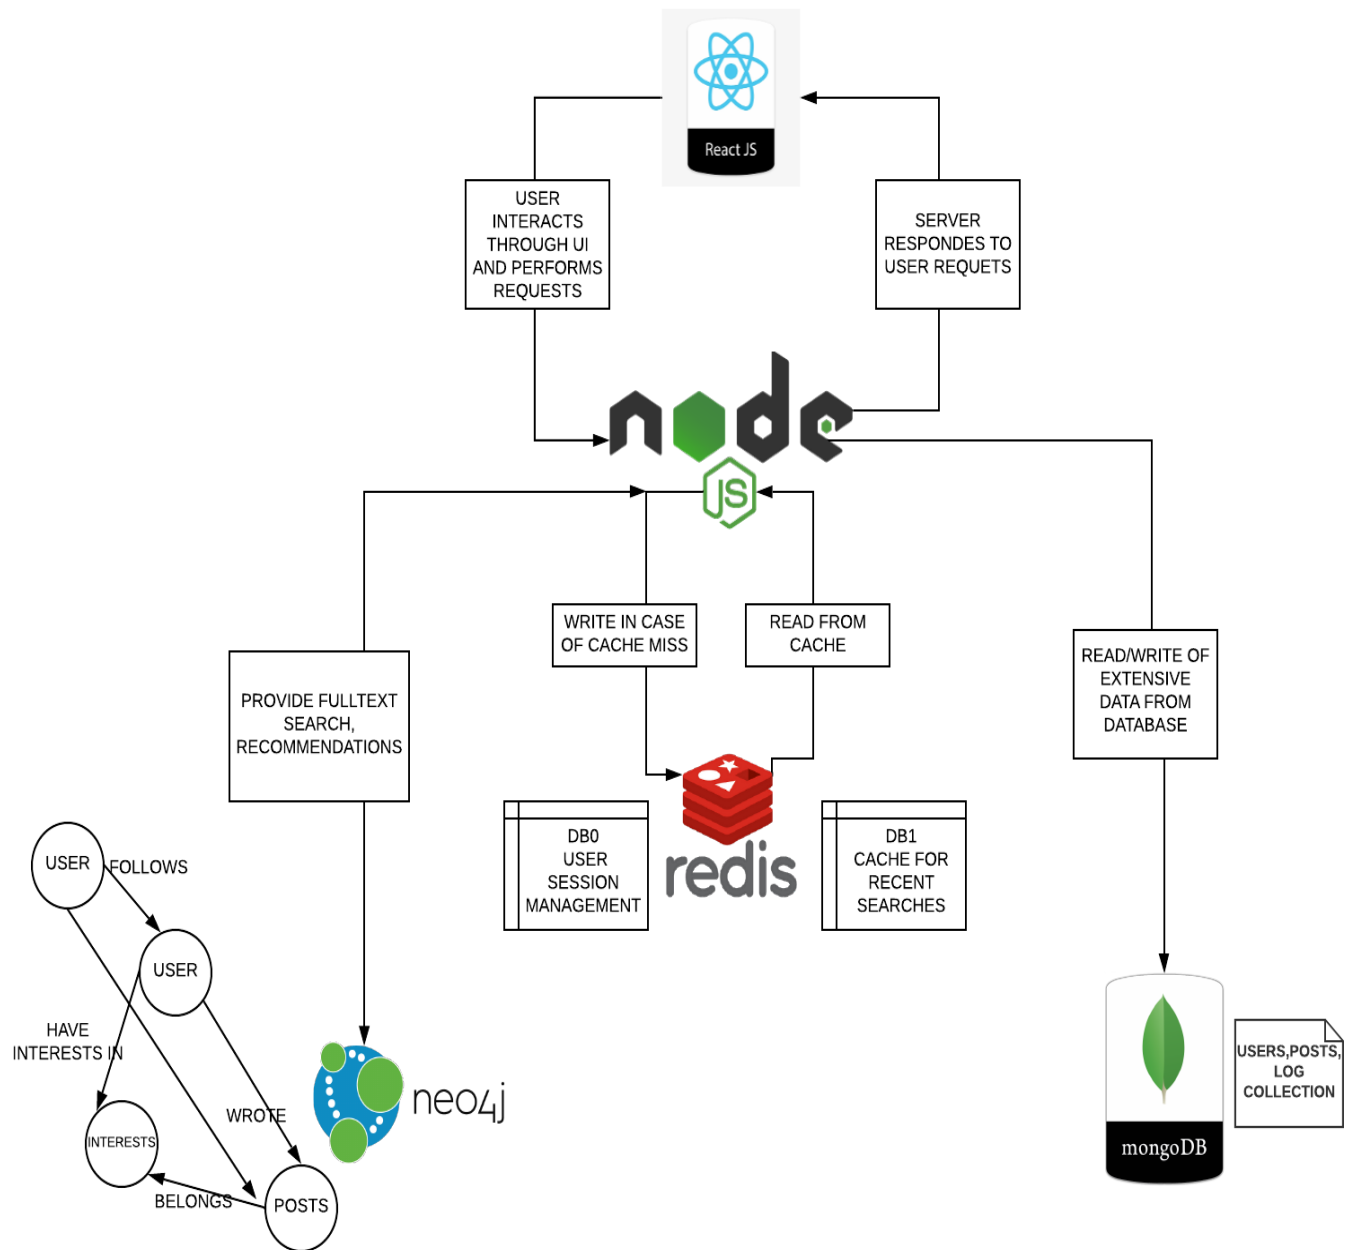 React JS
USER
INTERACTS
THROUGH UI
AND PERFORMS
REQUESTS
SERVER
RESPONDES TO
USER REQUETS
node
JS
WRITE IN CASE
OF CACHE MISS
READ FROM
CACHE
READ/WRITE OF
EXTENSIVE
DATA FROM
DATABASE
PROVIDE FULLTEXT
SEARCH,
RECOMMENDATIONS
DB0
USER
SESSION
MANAGEMENT
redis
DB1
CACHE FOR
RECENT
SEARCHES
USER
FOLLOWS
USER
HAVE
INTERESTS IN
WROTE
INTERESTS
BELONGS
POSTS
neo4j
mongoDB
USERS,POSTS,
LOG
COLLECTION